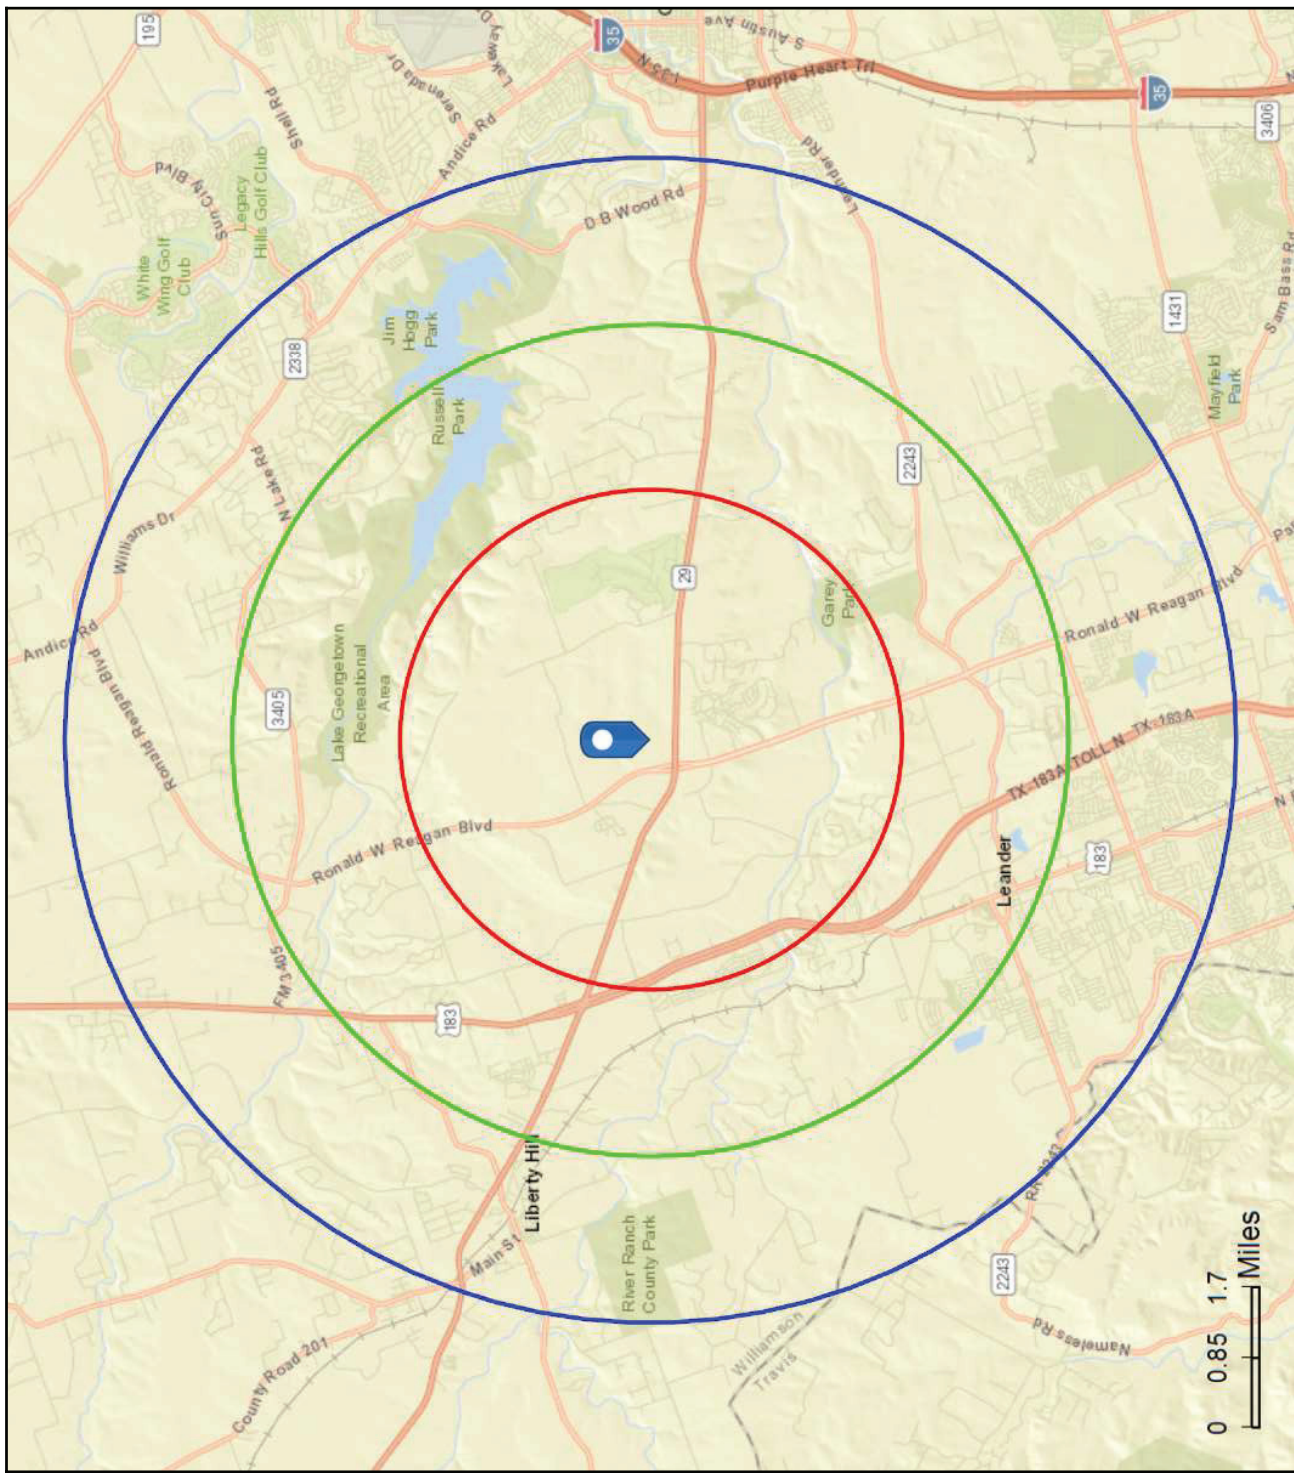 195
Sun City Blvd
Shell Rd
Serenada Dr
Lakeway Dr
35
I-35 N
S Austin Ave
Purple Heart Trl
35
3406
White
Wing Golf
Club
Legacy
Hills Golf Club
Andice Rd
D B Wood Rd
Leander Rd
Sam Bass Rd
2338
Jim
Hogg
Park
1431
Williams Dr
N Lake Rd
Russell
Park
2243
Mayfield
Park
Andice Rd
Ronald Reagan Blvd
3405
Lake Georgetown
Recreational
Area
29
Garey
Park
Ronald W Reagan Blvd
Ronald W Reagan Blvd
TX-183A TOLL N
TX-183A
Leander
183
FM 3405
183
Liberty Hill
Main St
River Ranch
County Park
RR 2243
2243
Nameless Rd
County Road 201
Williamson
Travis
0 0.85 1.7
Miles